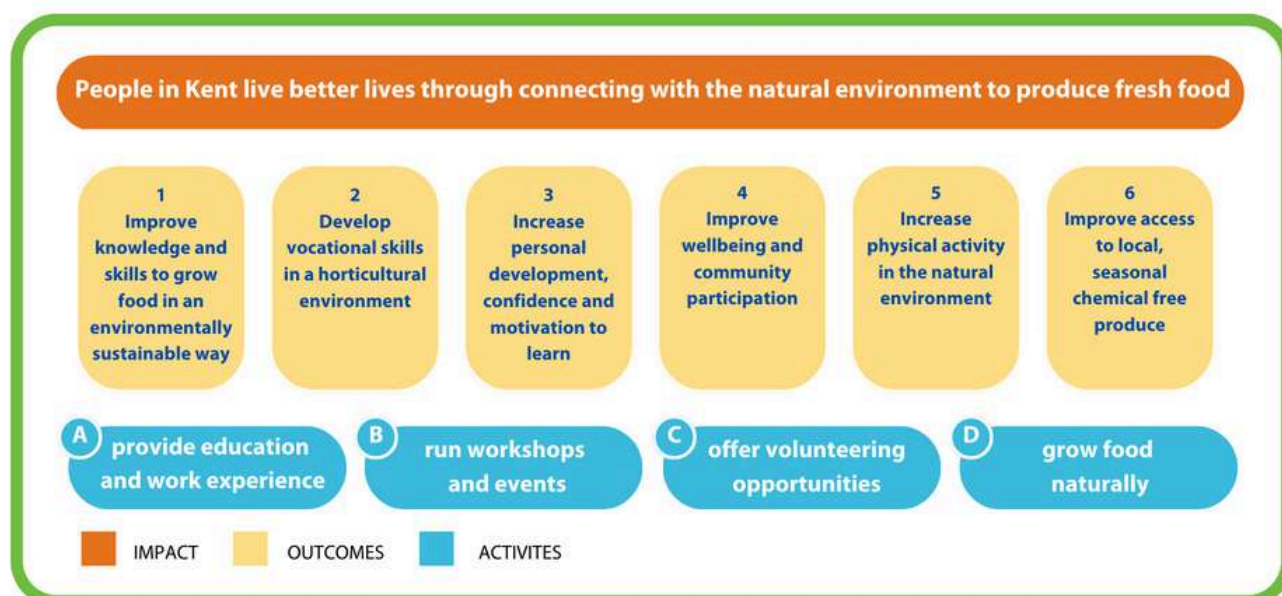 People in Kent live better lives through connecting with the natural environment to produce fresh food
1
Improve
knowledge and
skills to grow
food in an
environmentally
sustainable way
2
Develop
vocational skills
in a horticultural
environment
3
Increase
personal
development,
confidence and
motivation to
learn
4
Improve
wellbeing and
community
participation
5
Increase
physical activity
in the natural
environment
6
Improve access
to local,
seasonal
chemical free
produce
A
provide education
and work experience
B
run workshops
and events
C
offer volunteering
opportunities
D
grow food
naturally
IMPACT
OUTCOMES
ACTIVITES